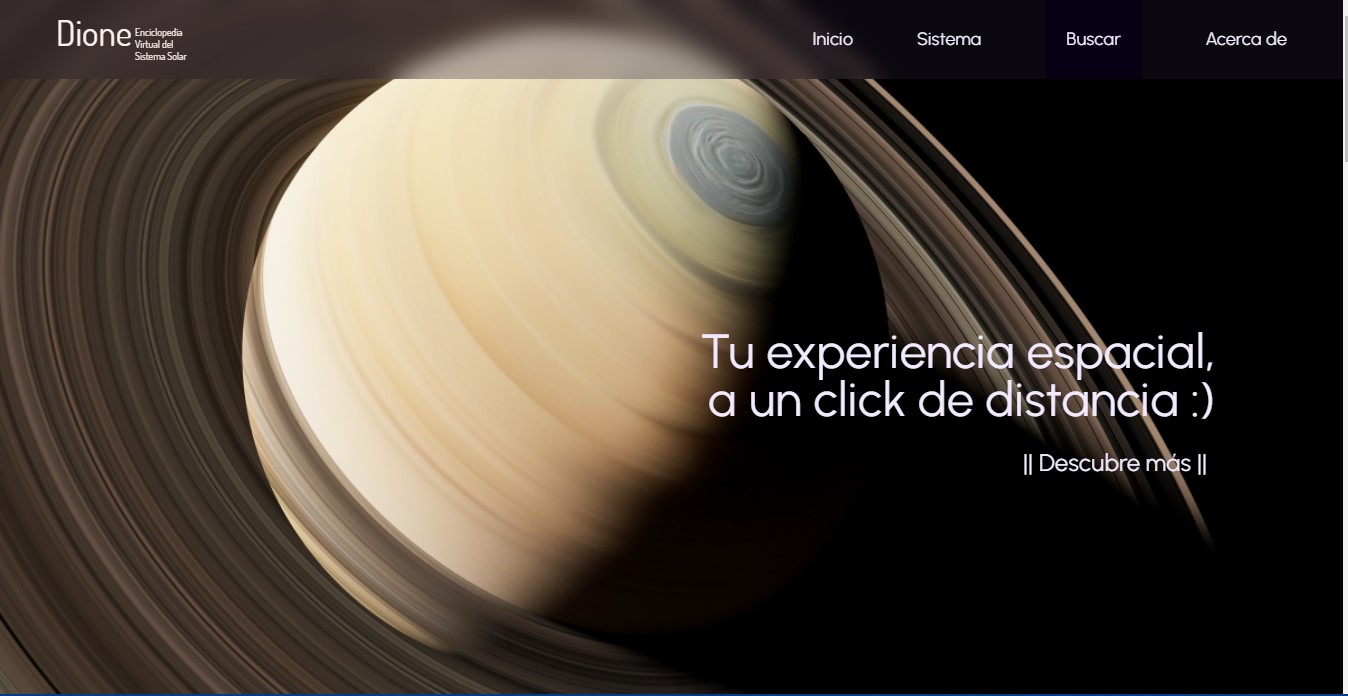 Dione
Enciclopedia
Virtual del
Sistema Solar
Inicio
Sistema
Buscar
Acerca de
Tu experiencia espacial,
a un click de distancia :)
|| Descubre más ||